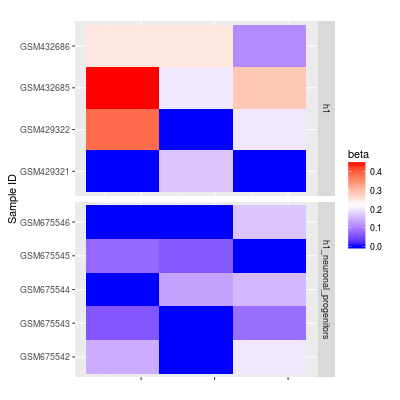 Sample ID
GSM432686
GSM432685
GSM429322
GSM429321
h1
GSM675546
GSM675545
GSM675544
GSM675543
GSM675542
h1_neuronal_progenitors
beta
0.4
0.3
0.2
0.1
0.0